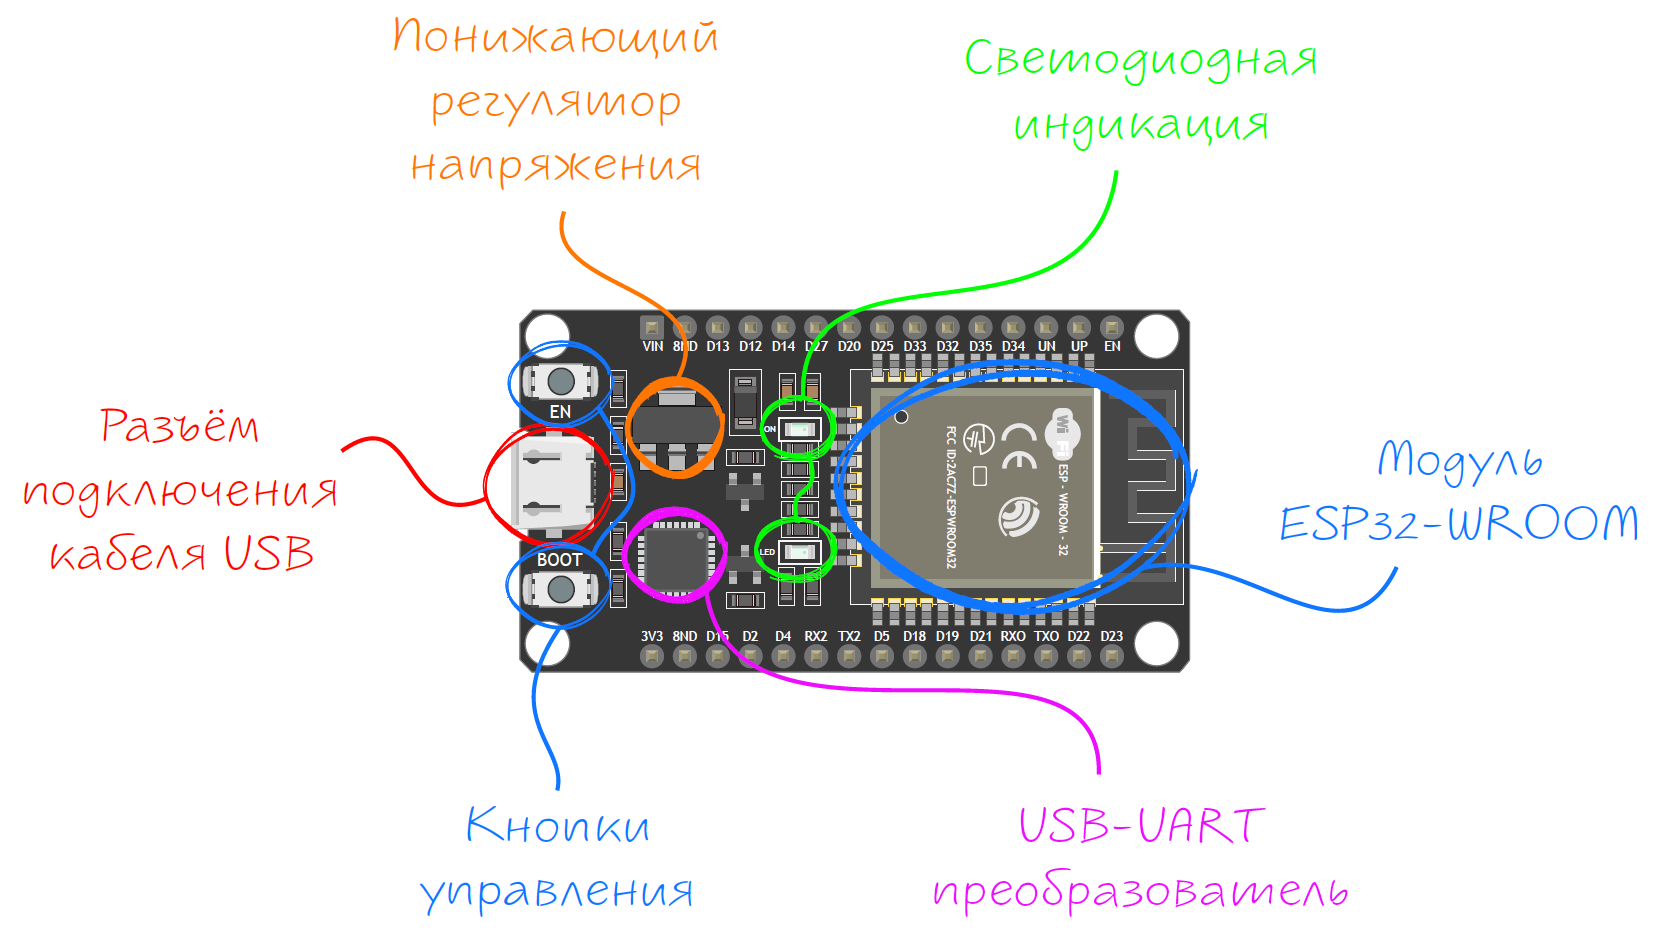 Понижающий
регулятор
напряжения
Светодиодная
индикация
VIN 8ND D13 D12 D14 D27 D20 D25 D33 D32 D35 D34 UN UP EN
EN
Разъём
подключения
кабеля USB
ON
LED
BOOT
Wi Fi
ESP - WROOM - 32
CE
FCC ID:2AC7Z-ESPWROOM32
Модуль
ESP32-WROOM
3V3 8ND D15 D2 D4 RX2 TX2 D5 D18 D19 D21 RXO TXO D22 D23
Кнопки
управления
USB-UART
преобразователь